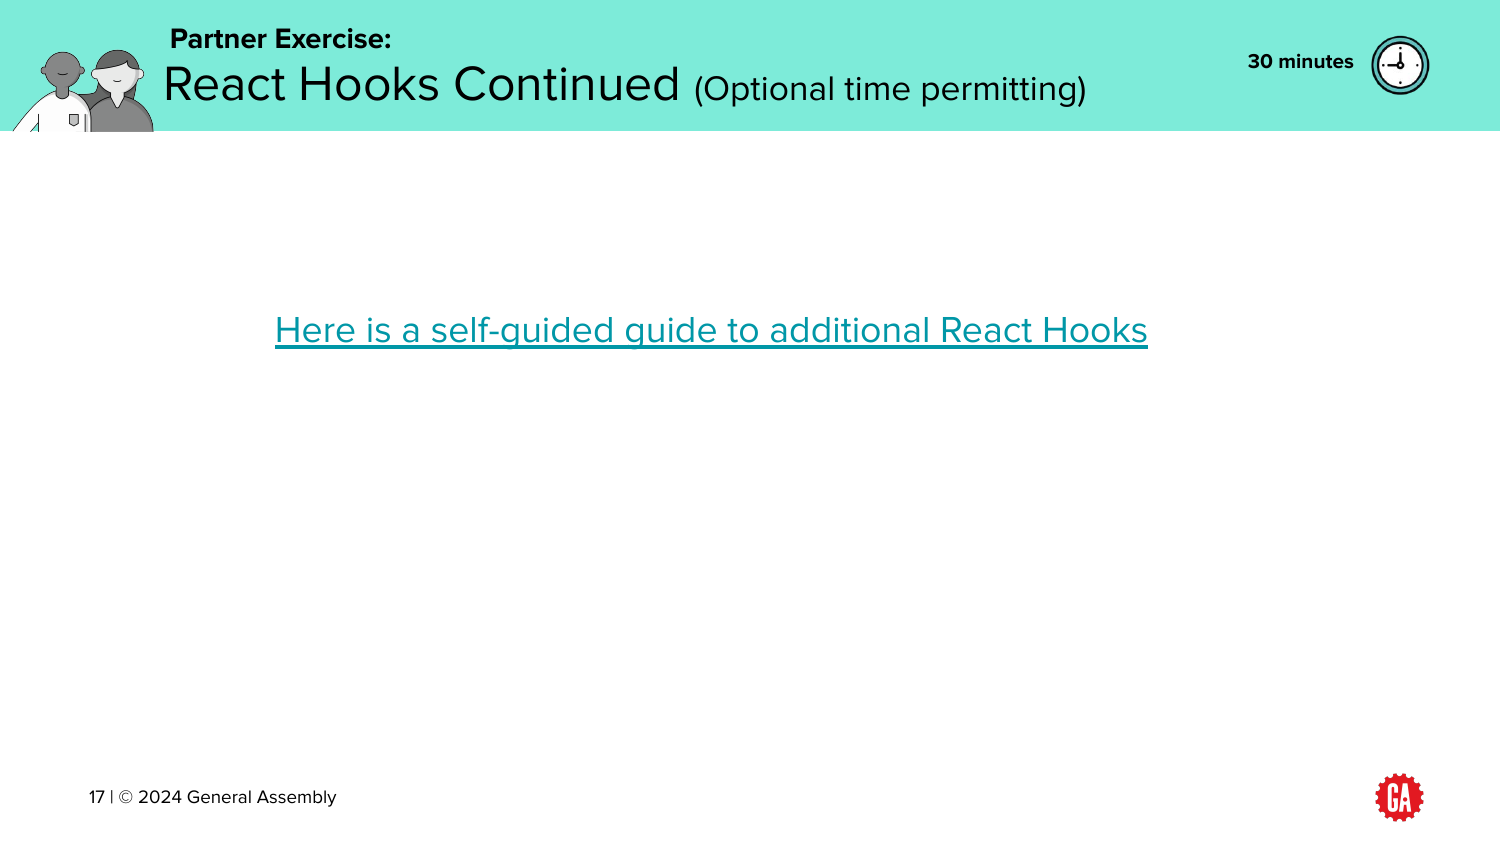 Partner Exercise:
React Hooks Continued (Optional time permitting)
30 minutes
Here is a self-guided guide to additional React Hooks
17 | © 2024 General Assembly
GA